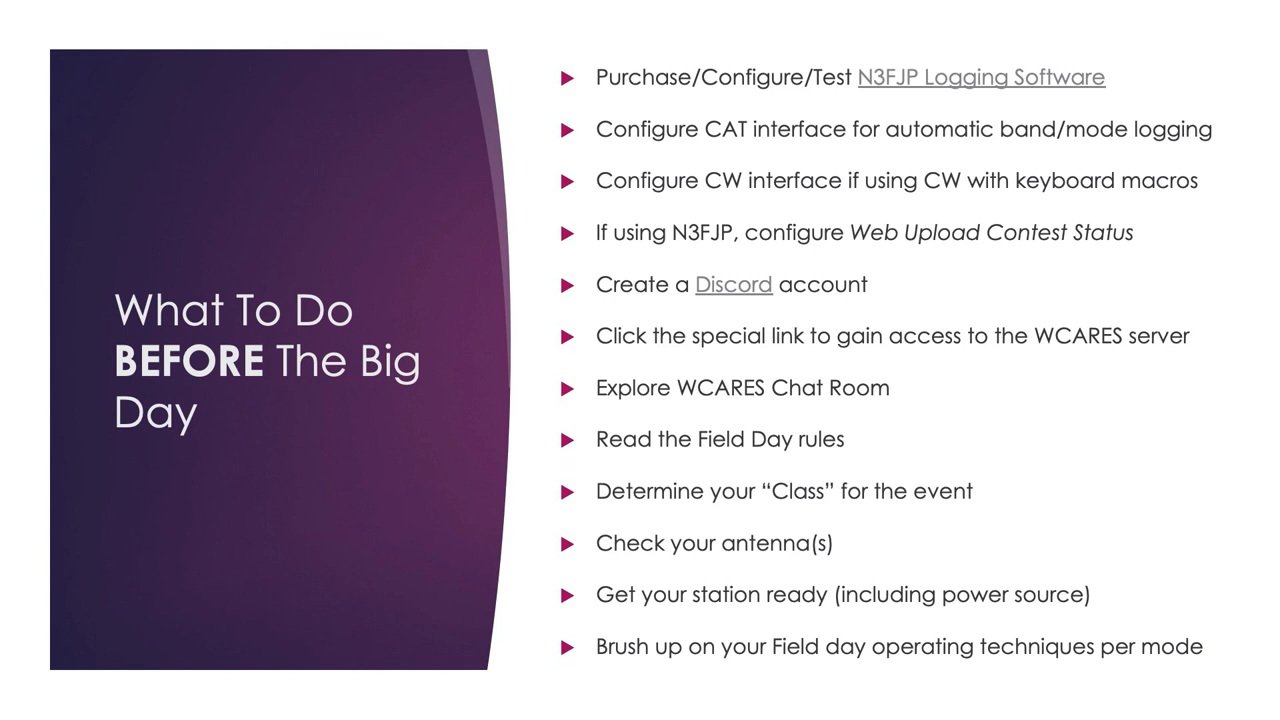 What To Do
BEFORE The Big
Day
Purchase/Configure/Test N3FJP Logging Software
Configure CAT interface for automatic band/mode logging
Configure CW interface if using CW with keyboard macros
If using N3FJP, configure Web Upload Contest Status
Create a Discord account
Click the special link to gain access to the WCARES server
Explore WCARES Chat Room
Read the Field Day rules
Determine your “Class” for the event
Check your antenna(s)
Get your station ready (including power source)
Brush up on your Field day operating techniques per mode